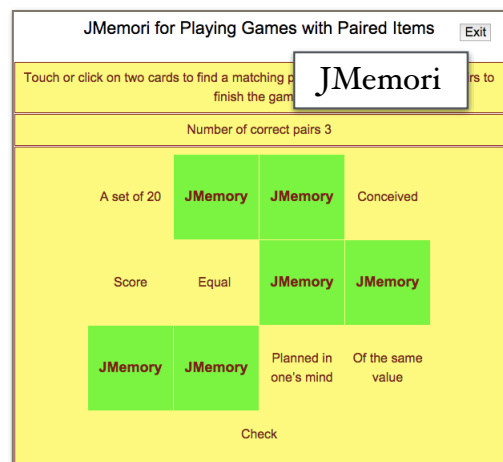 JMemori for Playing Games with Paired Items
Exit
Touch or click on two cards to find a matching p
rs to
finish the gam
JMemori
Number of correct pairs 3
A set of 20 JMemory JMemory Conceived
Score Equal JMemory JMemory
JMemory JMemory Planned in one's mind Of the same value
Check